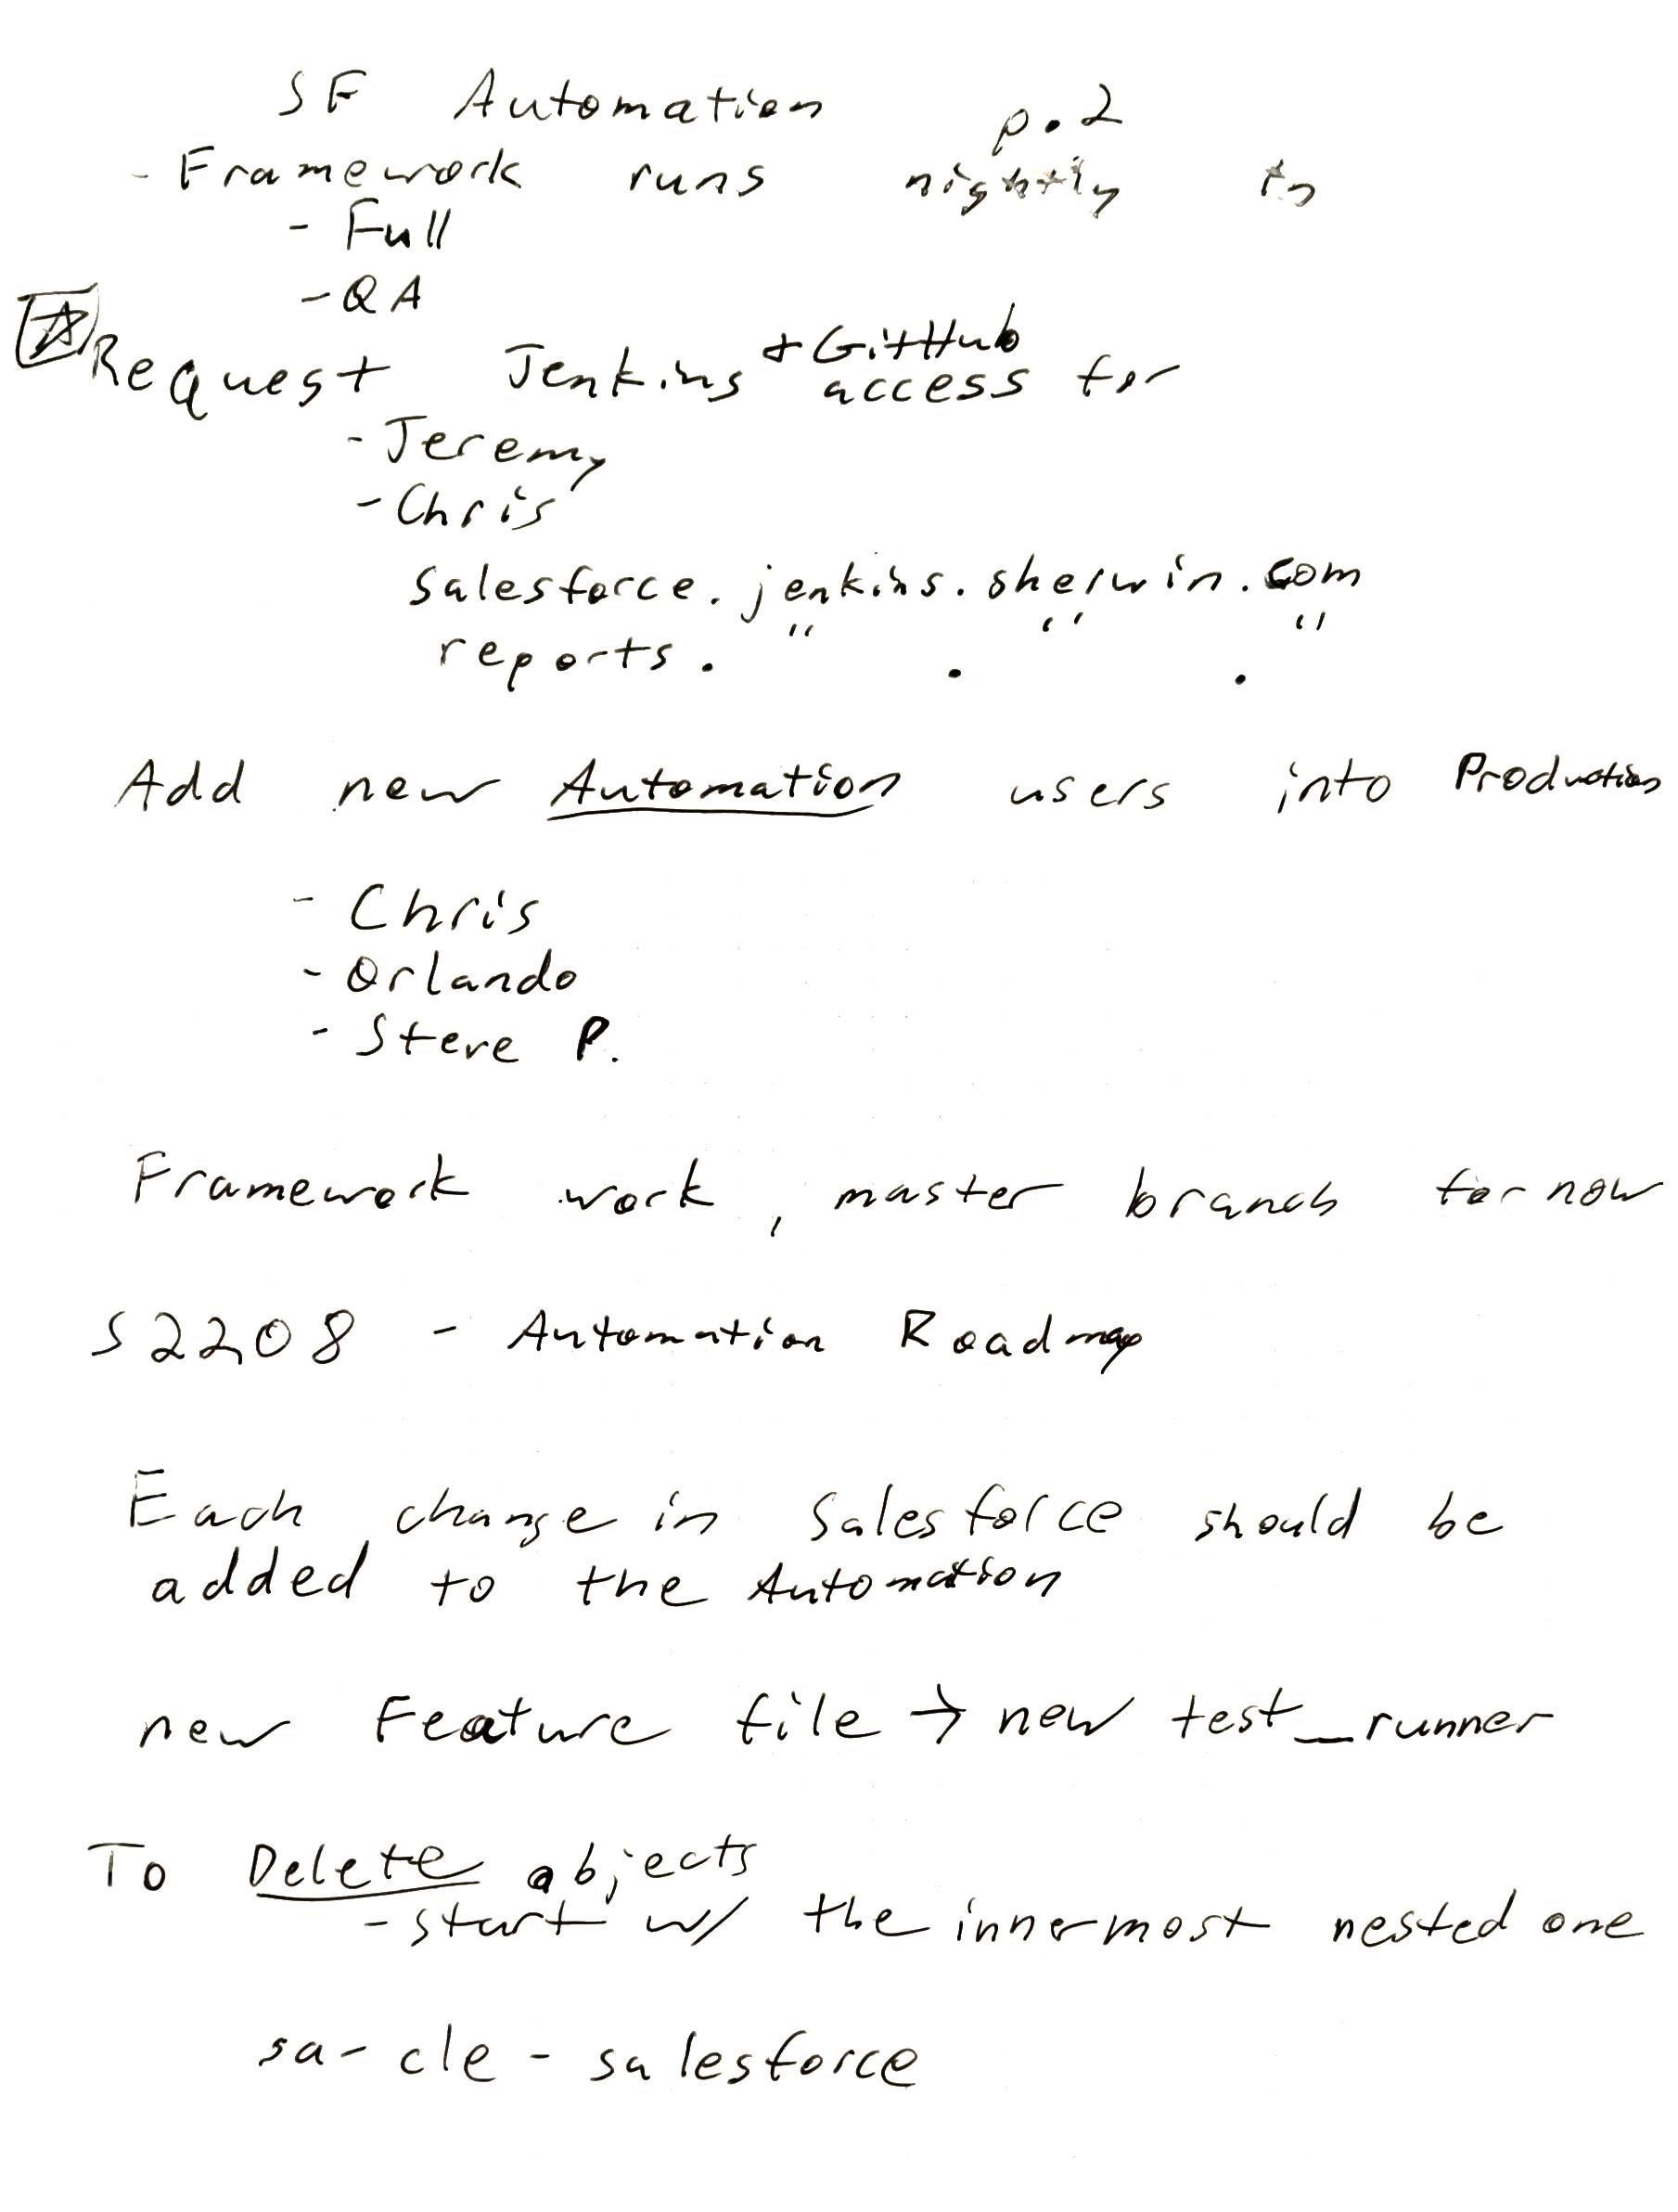 SF Automation p.2
- Framework runs nightly in
- Full
- QA
Request Jenkins + GitHub access for
- Jeremy
- Chris
salesforce.jenkins.sherwin.com
reports. " . " . "
Add new Automation users into Production
- Chris
- Orlando
- Steve P.
Framework work, master branch for now
S2208 - Automation Roadmap
Each change in Salesforce should be
added to the Automation
new Feature file → new test_runner
To Delete objects
- start w/ the innermost nested one
sa-cle-salesforce